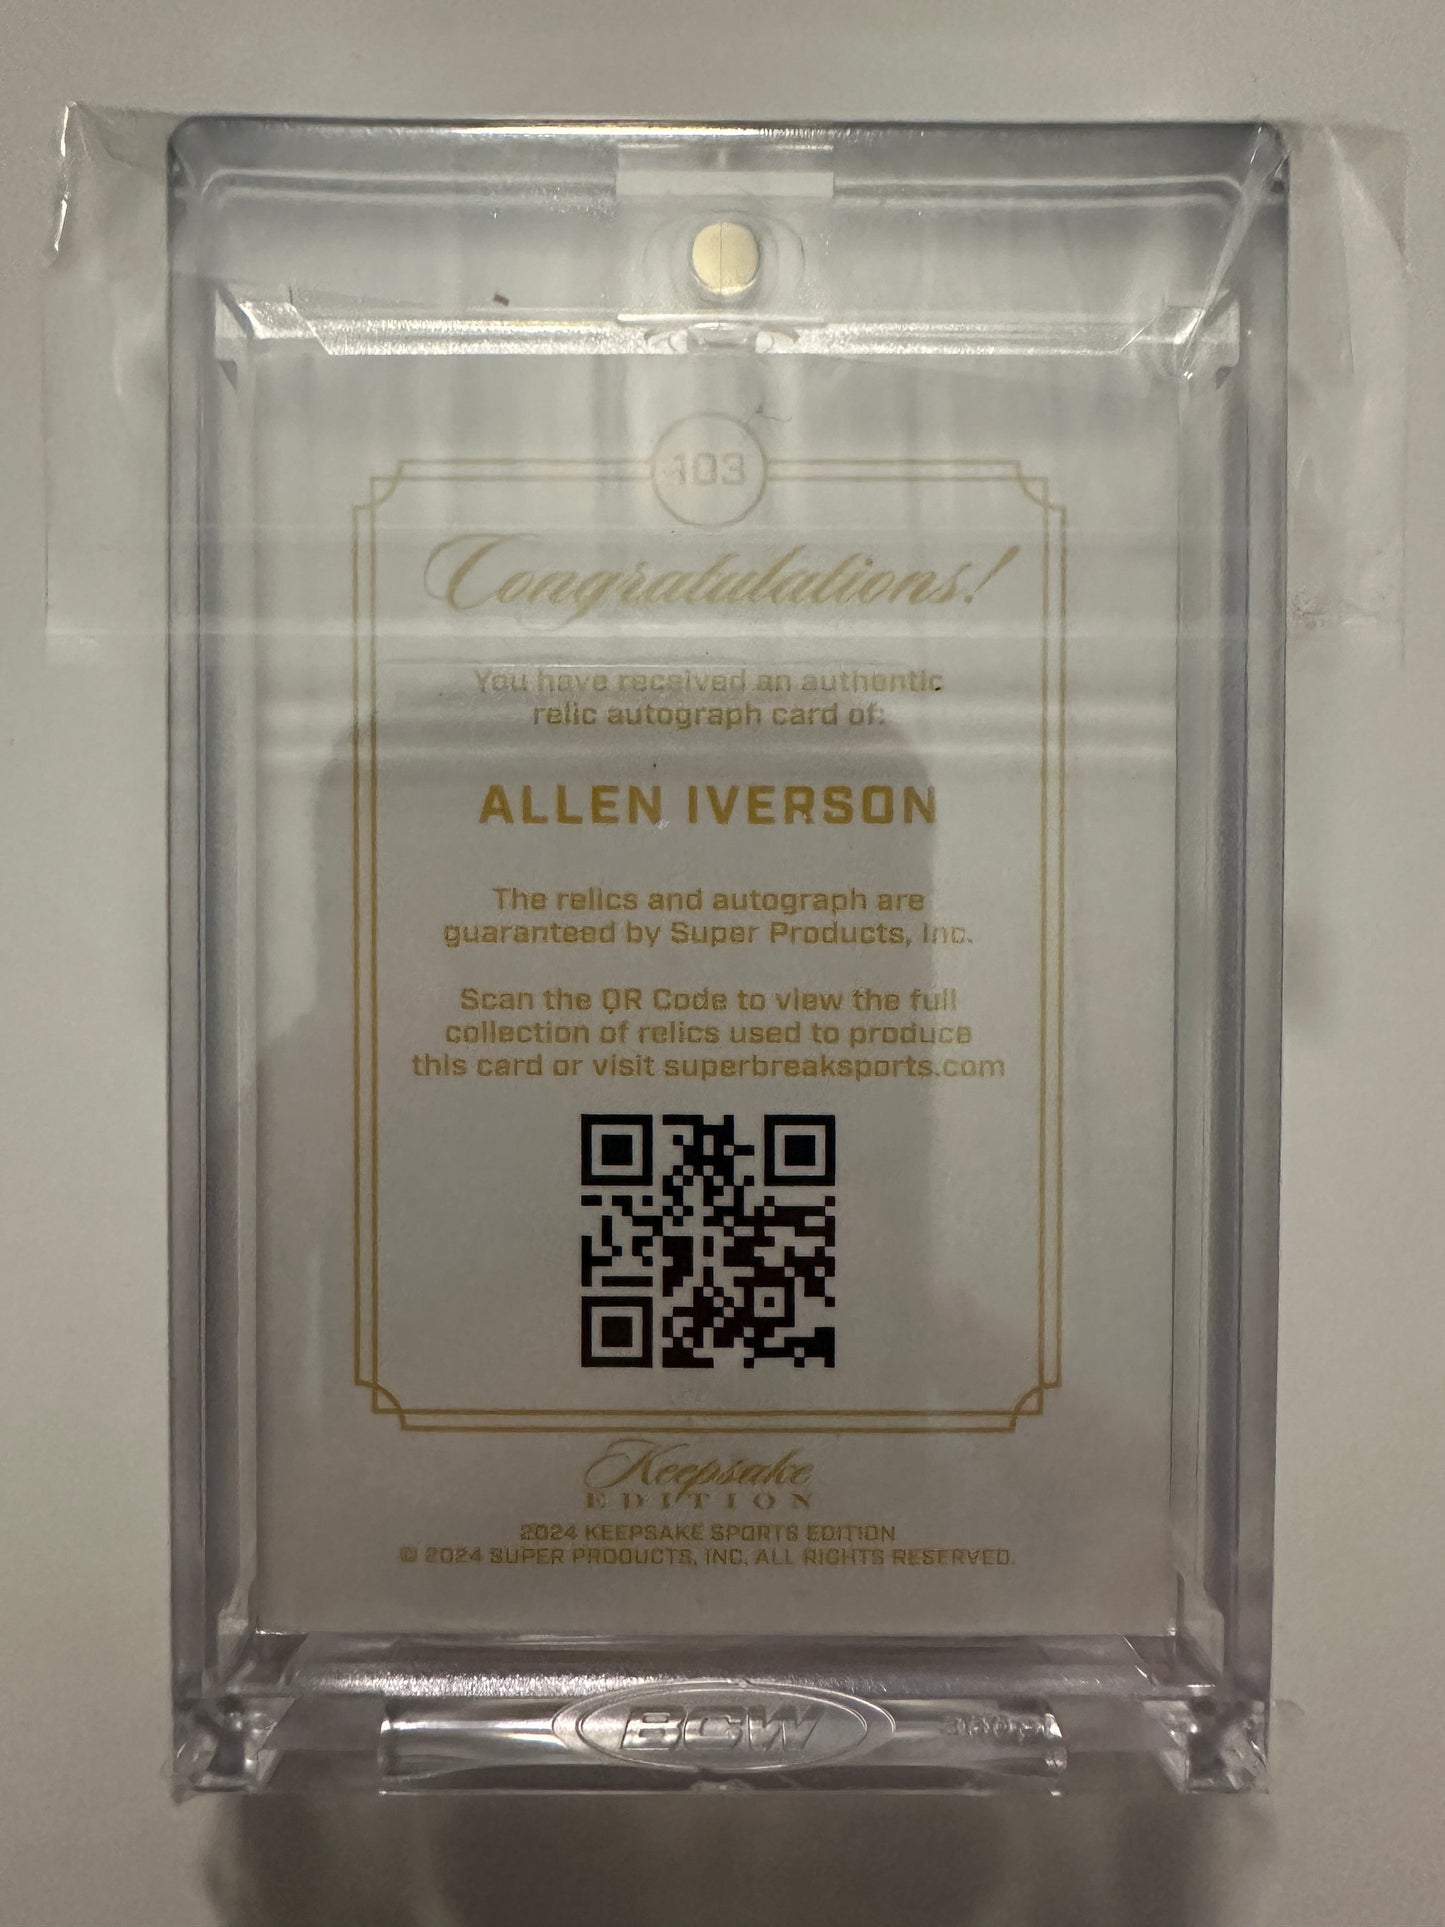 103
Congratulations!
You have received an authentic
relic autograph card of:
ALLEN IVERSON
The relics and autograph are
guaranteed by Super Products, Inc.
Scan the QR Code to view the full
collection of relics used to produce
this card or visit superbreaksports.com
Keepsake
EDITION
2024 KEEPSAKE SPORTS EDITION
© 2024 SUPER PRODUCTS, INC. ALL RIGHTS RESERVED.
BCW